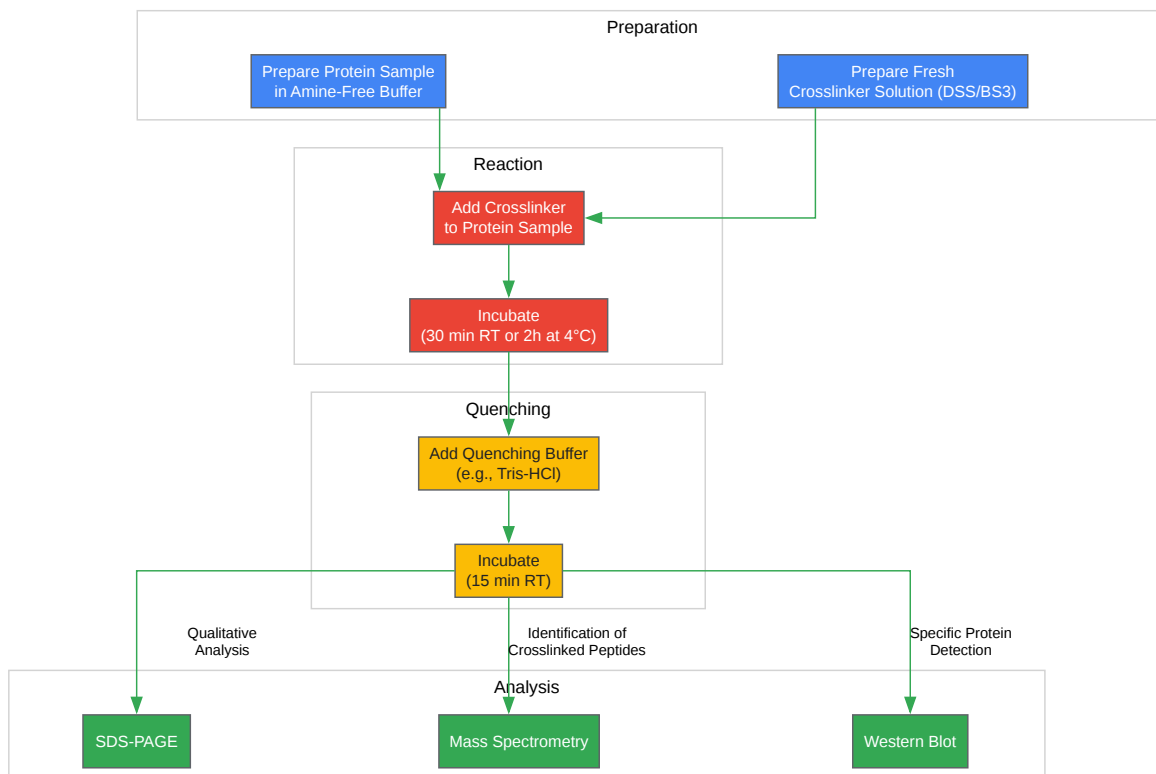 Preparation
Prepare Protein Sample
in Amine-Free Buffer
Prepare Fresh
Crosslinker Solution (DSS/BS3)
Reaction
Add Crosslinker
to Protein Sample
Incubate
(30 min RT or 2h at 4°C)
Quenching
Add Quenching Buffer
(e.g., Tris-HCl)
Incubate
(15 min RT)
Qualitative
Analysis
Identification of
Crosslinked Peptides
Specific Protein
Detection
Analysis
SDS-PAGE
Mass Spectrometry
Western Blot